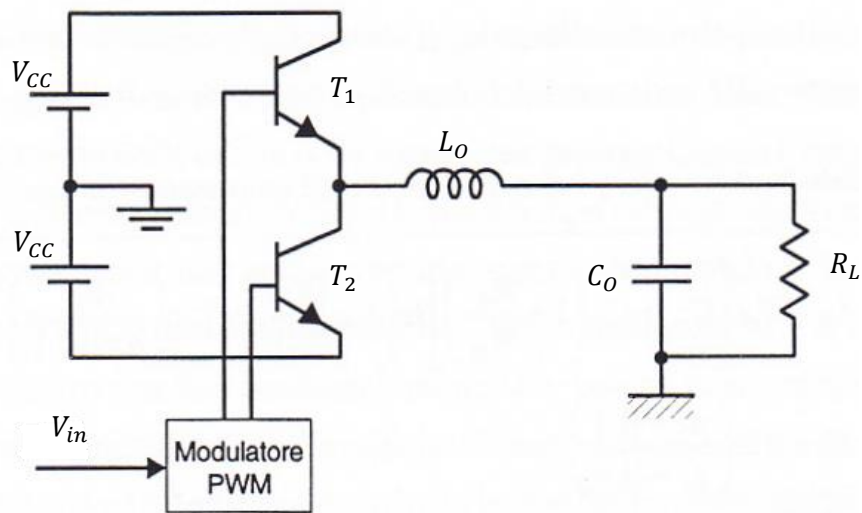 V_CC
T_1
L_O
V_CC
T_2
C_O
R_L
V_in
Modulatore
PWM